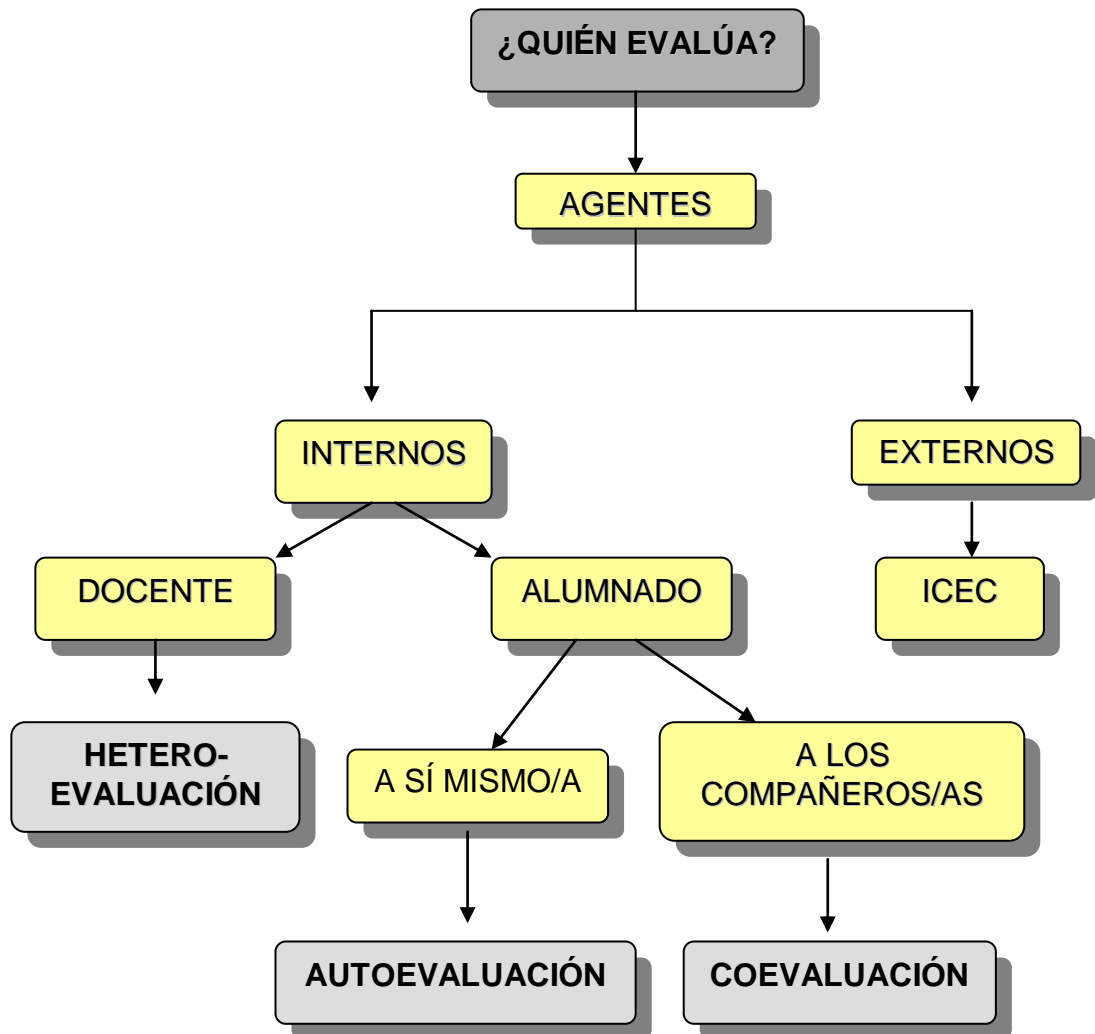 ¿QUIÉN EVALÚA?
AGENTES
INTERNOS
EXTERNOS
DOCENTE
ALUMNADO
ICEC
HETERO-
EVALUACIÓN
A SÍ MISMO/A
A LOS
COMPAÑEROS/AS
AUTOEVALUACIÓN
COEVALUACIÓN